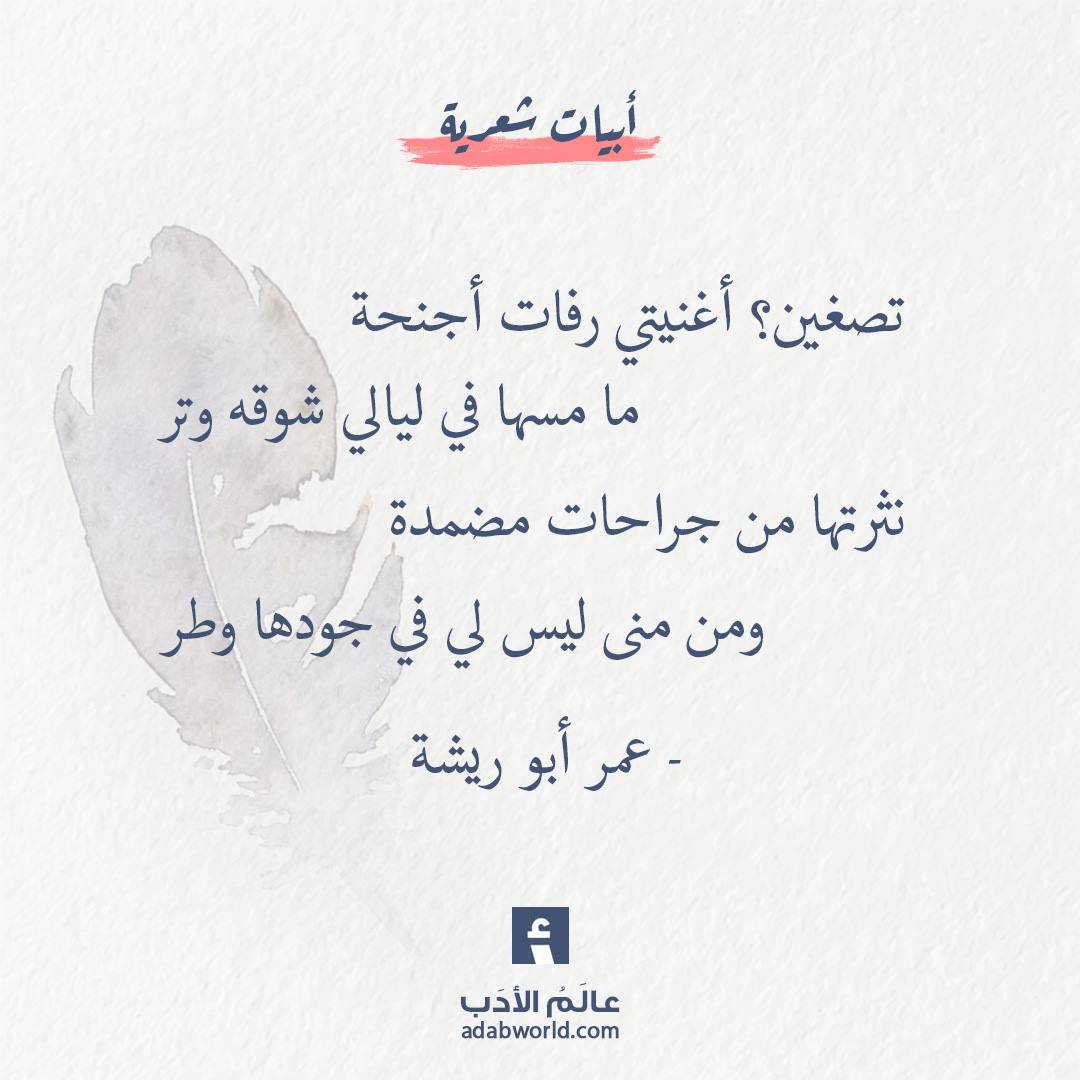 أبيات شعرية
تصغين؟ أغنيتي رفات أجنحة
ما مسها في ليالي شوقه وتر
نثرتها من جراحات مضمدة
ومن منى ليس لي في جودها وطر
- عمر أبو ريشة
أ
عالَمُ الأدَب
adabworld.com